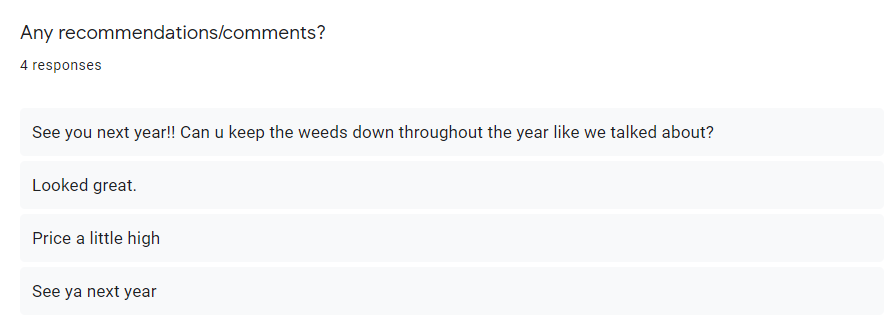 Any recommendations/comments?
4 responses
See you next year!! Can u keep the weeds down throughout the year like we talked about?
Looked great.
Price a little high
See ya next year